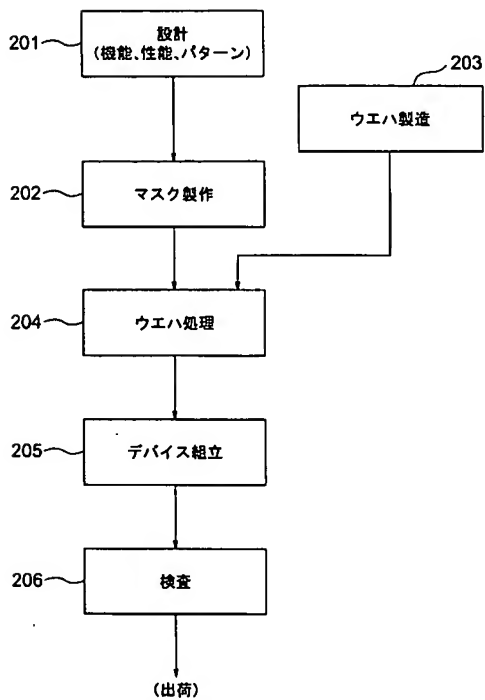 201
設計
(機能、性能、パターン)
203
ウエハ製造
202
マスク製作
204
ウエハ処理
205
デバイス組立
206
検査
(出荷)